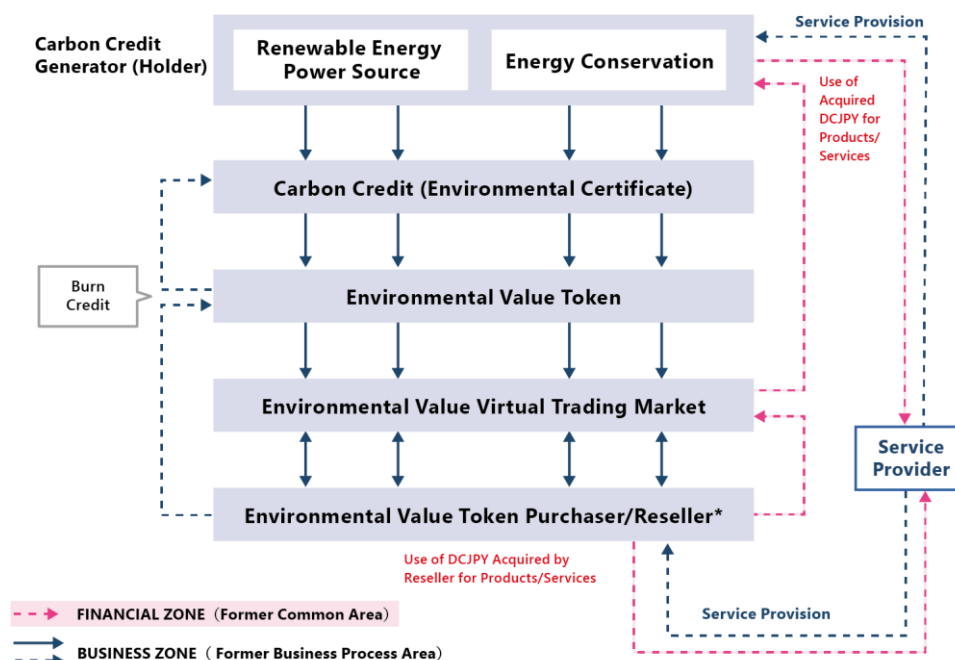 Service Provision
Carbon Credit
Generator (Holder)
Renewable Energy
Power Source
Energy Conservation
Use of
Acquired
DCJPY for
Products/
Services
Carbon Credit (Environmental Certificate)
Burn
Credit
Environmental Value Token
Environmental Value Virtual Trading Market
Service
Provider
Environmental Value Token Purchaser/Reseller*
Use of DCJPY Acquired by
Reseller for Products/Services
Service Provision
FINANCIAL ZONE（Former Common Area）
BUSINESS ZONE（ Former Business Process Area）